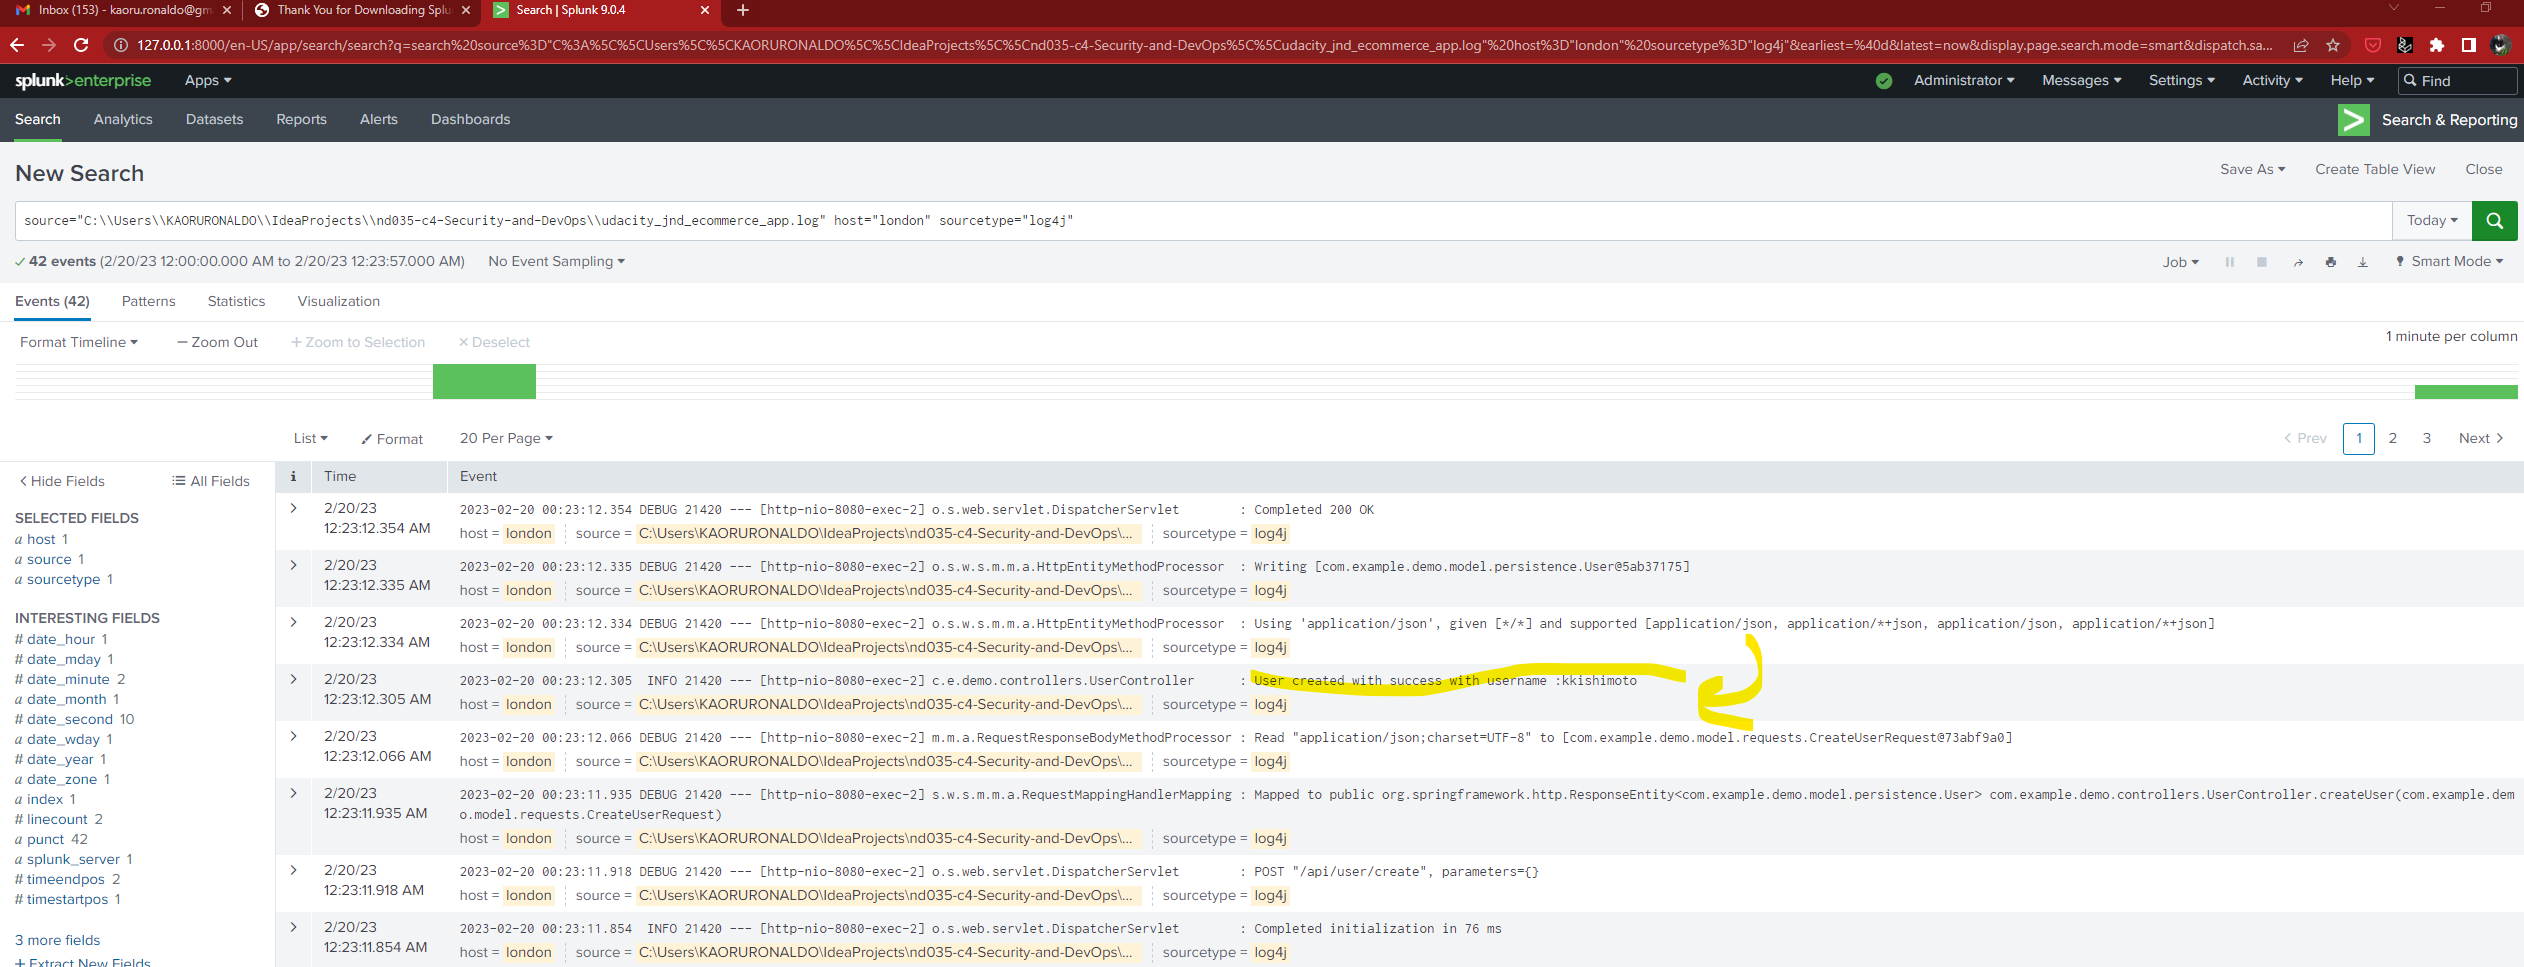 Inbox (153) - kaoru.ronaldo@gm
Thank You for Downloading Splu
Search | Splunk 9.0.4
127.0.0.1:8000/en-US/app/search/search?q=search%20source%3D"C%3A%5C%5CUsers%5C%5CKAORURONALDO%5C%5CIdeaProjects%5C%5Cnd035-c4-Security-and-DevOps%5C%5Cudacity_jnd_ecommerce_app.log"%20host%3D"london"%20sourcetype%3D"log4j"&earliest=%40d&latest=now&display.page.search.mode=smart&dispatch.sa...
splunk>enterprise Apps Administrator Messages Settings Activity Help Find
Search Analytics Datasets Reports Alerts Dashboards Search & Reporting
New Search Save As Create Table View Close
source="C:\\Users\\KAORURONALDO\\IdeaProjects\\nd035-c4-Security-and-DevOps\\udacity_jnd_ecommerce_app.log" host="london" sourcetype="log4j" Today
42 events (2/20/23 12:00:00.000 AM to 2/20/23 12:23:57.000 AM) No Event Sampling Job Smart Mode
Events (42) Patterns Statistics Visualization
Format Timeline — Zoom Out + Zoom to Selection × Deselect 1 minute per column
List Format 20 Per Page < Prev 1 2 3 Next >
< Hide Fields All Fields
SELECTED FIELDS
a host 1
a source 1
a sourcetype 1
INTERESTING FIELDS
# date_hour 1
# date_mday 1
# date_minute 2
a date_month 1
# date_second 10
a date_wday 1
# date_year 1
a date_zone 1
a index 1
# linecount 2
a punct 42
a splunk_server 1
# timeendpos 2
# timestartpos 1
3 more fields
+ Extract New Fields
i Time Event
2/20/23
12:23:12.354 AM
2023-02-20 00:23:12.354 DEBUG 21420 --- [http-nio-8080-exec-2] o.s.web.servlet.DispatcherServlet : Completed 200 OK
host = london source = C:\Users\KAORURONALDO\IdeaProjects\nd035-c4-Security-and-DevOps\... sourcetype = log4j
2/20/23
12:23:12.335 AM
2023-02-20 00:23:12.335 DEBUG 21420 --- [http-nio-8080-exec-2] o.s.w.s.m.m.a.HttpEntityMethodProcessor : Writing [com.example.demo.model.persistence.User@5ab37175]
host = london source = C:\Users\KAORURONALDO\IdeaProjects\nd035-c4-Security-and-DevOps\... sourcetype = log4j
2/20/23
12:23:12.334 AM
2023-02-20 00:23:12.334 DEBUG 21420 --- [http-nio-8080-exec-2] o.s.w.s.m.m.a.HttpEntityMethodProcessor : Using 'application/json', given [*/*] and supported [application/json, application/*+json, application/json, application/*+json]
host = london source = C:\Users\KAORURONALDO\IdeaProjects\nd035-c4-Security-and-DevOps\... sourcetype = log4j
2/20/23
12:23:12.305 AM
2023-02-20 00:23:12.305 INFO 21420 --- [http-nio-8080-exec-2] c.e.demo.controllers.UserController : User created with success with username :kkishimoto
host = london source = C:\Users\KAORURONALDO\IdeaProjects\nd035-c4-Security-and-DevOps\... sourcetype = log4j
2/20/23
12:23:12.066 AM
2023-02-20 00:23:12.066 DEBUG 21420 --- [http-nio-8080-exec-2] m.m.a.RequestResponseBodyMethodProcessor : Read "application/json;charset=UTF-8" to [com.example.demo.model.requests.CreateUserRequest@73abf9a0]
host = london source = C:\Users\KAORURONALDO\IdeaProjects\nd035-c4-Security-and-DevOps\... sourcetype = log4j
2/20/23
12:23:11.935 AM
2023-02-20 00:23:11.935 DEBUG 21420 --- [http-nio-8080-exec-2] s.w.s.m.m.a.RequestMappingHandlerMapping : Mapped to public org.springframework.http.ResponseEntity<com.example.demo.model.persistence.User> com.example.demo.controllers.UserController.createUser(com.example.dem
o.model.requests.CreateUserRequest)
host = london source = C:\Users\KAORURONALDO\IdeaProjects\nd035-c4-Security-and-DevOps\... sourcetype = log4j
2/20/23
12:23:11.918 AM
2023-02-20 00:23:11.918 DEBUG 21420 --- [http-nio-8080-exec-2] o.s.web.servlet.DispatcherServlet : POST "/api/user/create", parameters={}
host = london source = C:\Users\KAORURONALDO\IdeaProjects\nd035-c4-Security-and-DevOps\... sourcetype = log4j
2/20/23
12:23:11.854 AM
2023-02-20 00:23:11.854 INFO 21420 --- [http-nio-8080-exec-2] o.s.web.servlet.DispatcherServlet : Completed initialization in 76 ms
host = london source = C:\Users\KAORURONALDO\IdeaProjects\nd035-c4-Security-and-DevOps\... sourcetype = log4j